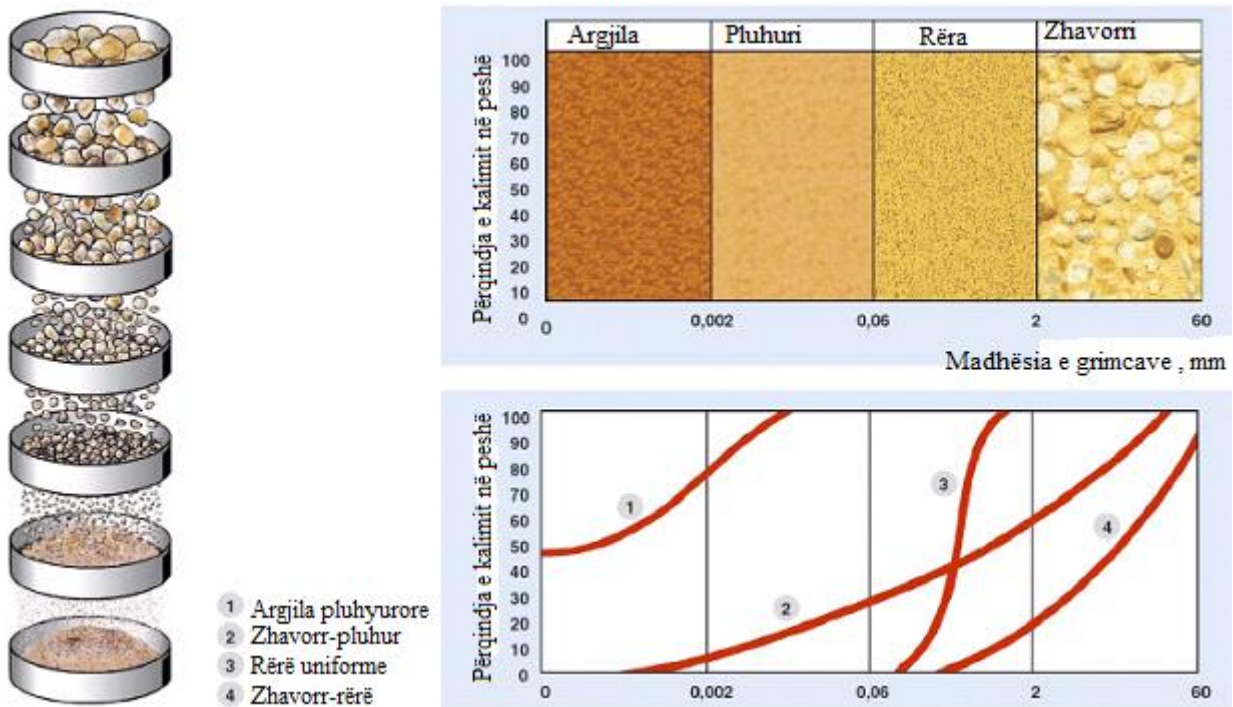 Argjila Pluhuri Rëra Zhavorri
Përqindja e kalimit në peshë
100
90
80
70
60
50
40
30
20
10
0
0 0,002 0,06 2 60
Madhësia e grimcave , mm
1 Argjila pluhyurore
2 Zhavorr-pluhur
3 Rërë uniforme
4 Zhavorr-rërë
Përqindja e kalimit në peshë
100
90
80
70
60
50
40
30
20
10
0
1
2
3
4
0 0,002 0,06 2 60